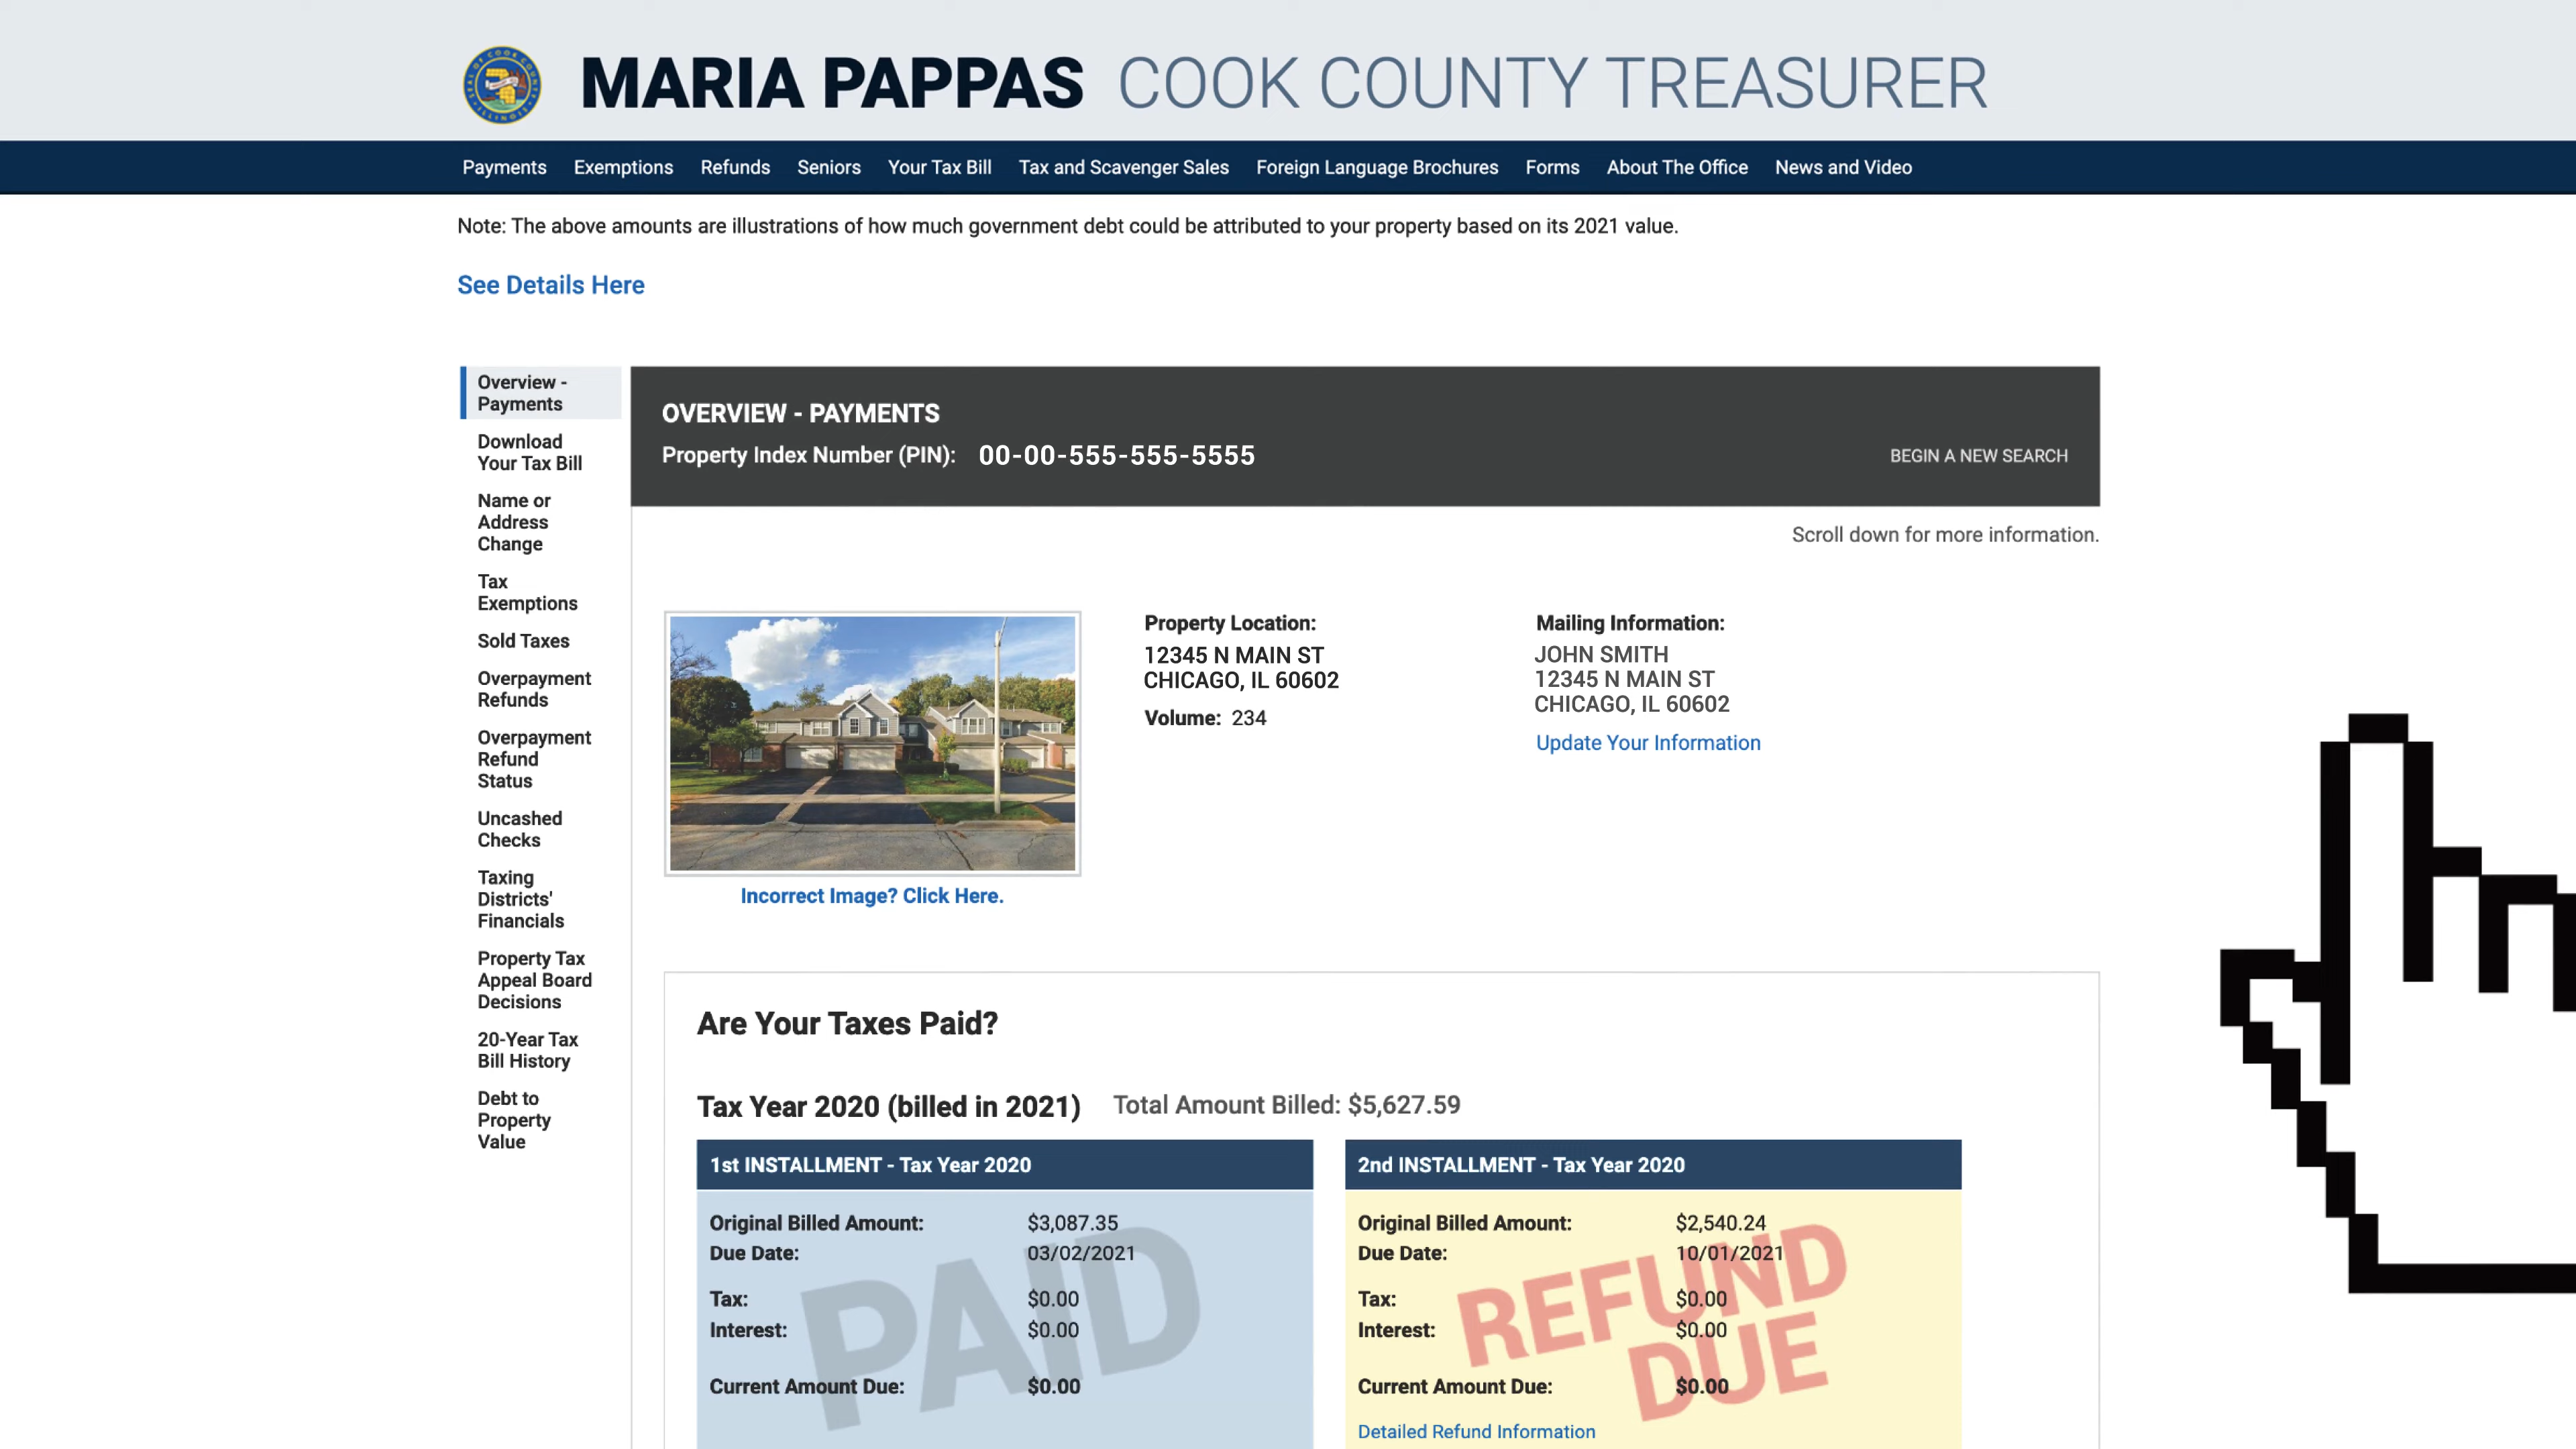 MARIA PAPPAS COOK COUNTY TREASURER
Payments Exemptions Refunds Seniors Your Tax Bill Tax and Scavenger Sales Foreign Language Brochures Forms About The Office News and Video
Note: The above amounts are illustrations of how much government debt could be attributed to your property based on its 2021 value.
See Details Here
Overview -
Payments
Download
Your Tax Bill
Name or
Address
Change
Tax
Exemptions
Sold Taxes
Overpayment
Refunds
Overpayment
Refund
Status
Uncashed
Checks
Taxing
Districts'
Financials
Property Tax
Appeal Board
Decisions
20-Year Tax
Bill History
Debt to
Property
Value
OVERVIEW - PAYMENTS
Property Index Number (PIN): 00-00-555-555-5555
BEGIN A NEW SEARCH
Scroll down for more information.
Incorrect Image? Click Here.
Property Location:
12345 N MAIN ST
CHICAGO, IL 60602
Volume: 234
Mailing Information:
JOHN SMITH
12345 N MAIN ST
CHICAGO, IL 60602
Update Your Information
Are Your Taxes Paid?
Tax Year 2020 (billed in 2021) Total Amount Billed: $5,627.59
1st INSTALLMENT - Tax Year 2020
Original Billed Amount: $3,087.35
Due Date: 03/02/2021
Tax: $0.00
Interest: $0.00
Current Amount Due: $0.00
PAID
2nd INSTALLMENT - Tax Year 2020
Original Billed Amount: $2,540.24
Due Date: 10/01/2021
Tax: $0.00
Interest: $0.00
Current Amount Due: $0.00
REFUND
DUE
Detailed Refund Information